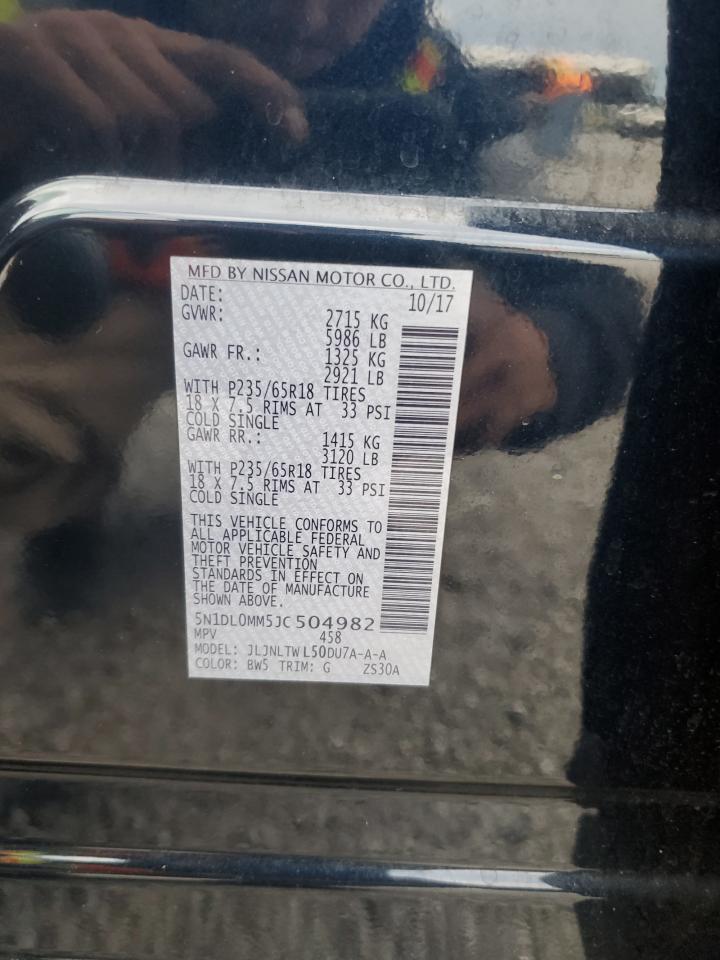 MFD BY NISSAN MOTOR CO., LTD.
DATE: 10/17
GVWR: 2715 KG
5986 LB
GAWR FR.: 1325 KG
2921 LB
WITH P235/65R18 TIRES
18 X 7.5 RIMS AT 33 PSI
COLD SINGLE
GAWR RR.: 1415 KG
3120 LB
WITH P235/65R18 TIRES
18 X 7.5 RIMS AT 33 PSI
COLD SINGLE
THIS VEHICLE CONFORMS TO
ALL APPLICABLE FEDERAL
MOTOR VEHICLE SAFETY AND
THEFT PREVENTION
STANDARDS IN EFFECT ON
THE DATE OF MANUFACTURE
SHOWN ABOVE.
5N1DL0MM5JC504982
MPV 458
MODEL: JLJNLTWL50DU7A-A-A
COLOR: BW5 TRIM: G ZS30A